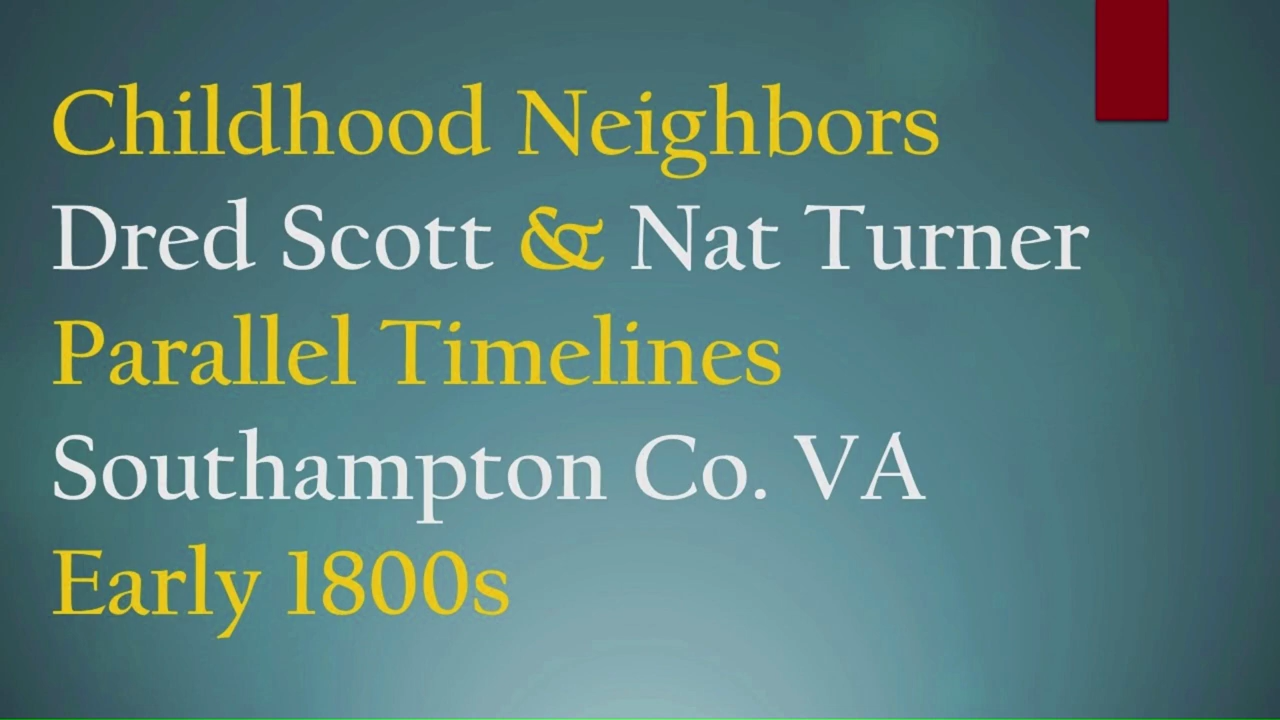 Childhood Neighbors
Dred Scott & Nat Turner
Parallel Timelines
Southampton Co. VA
Early 1800s